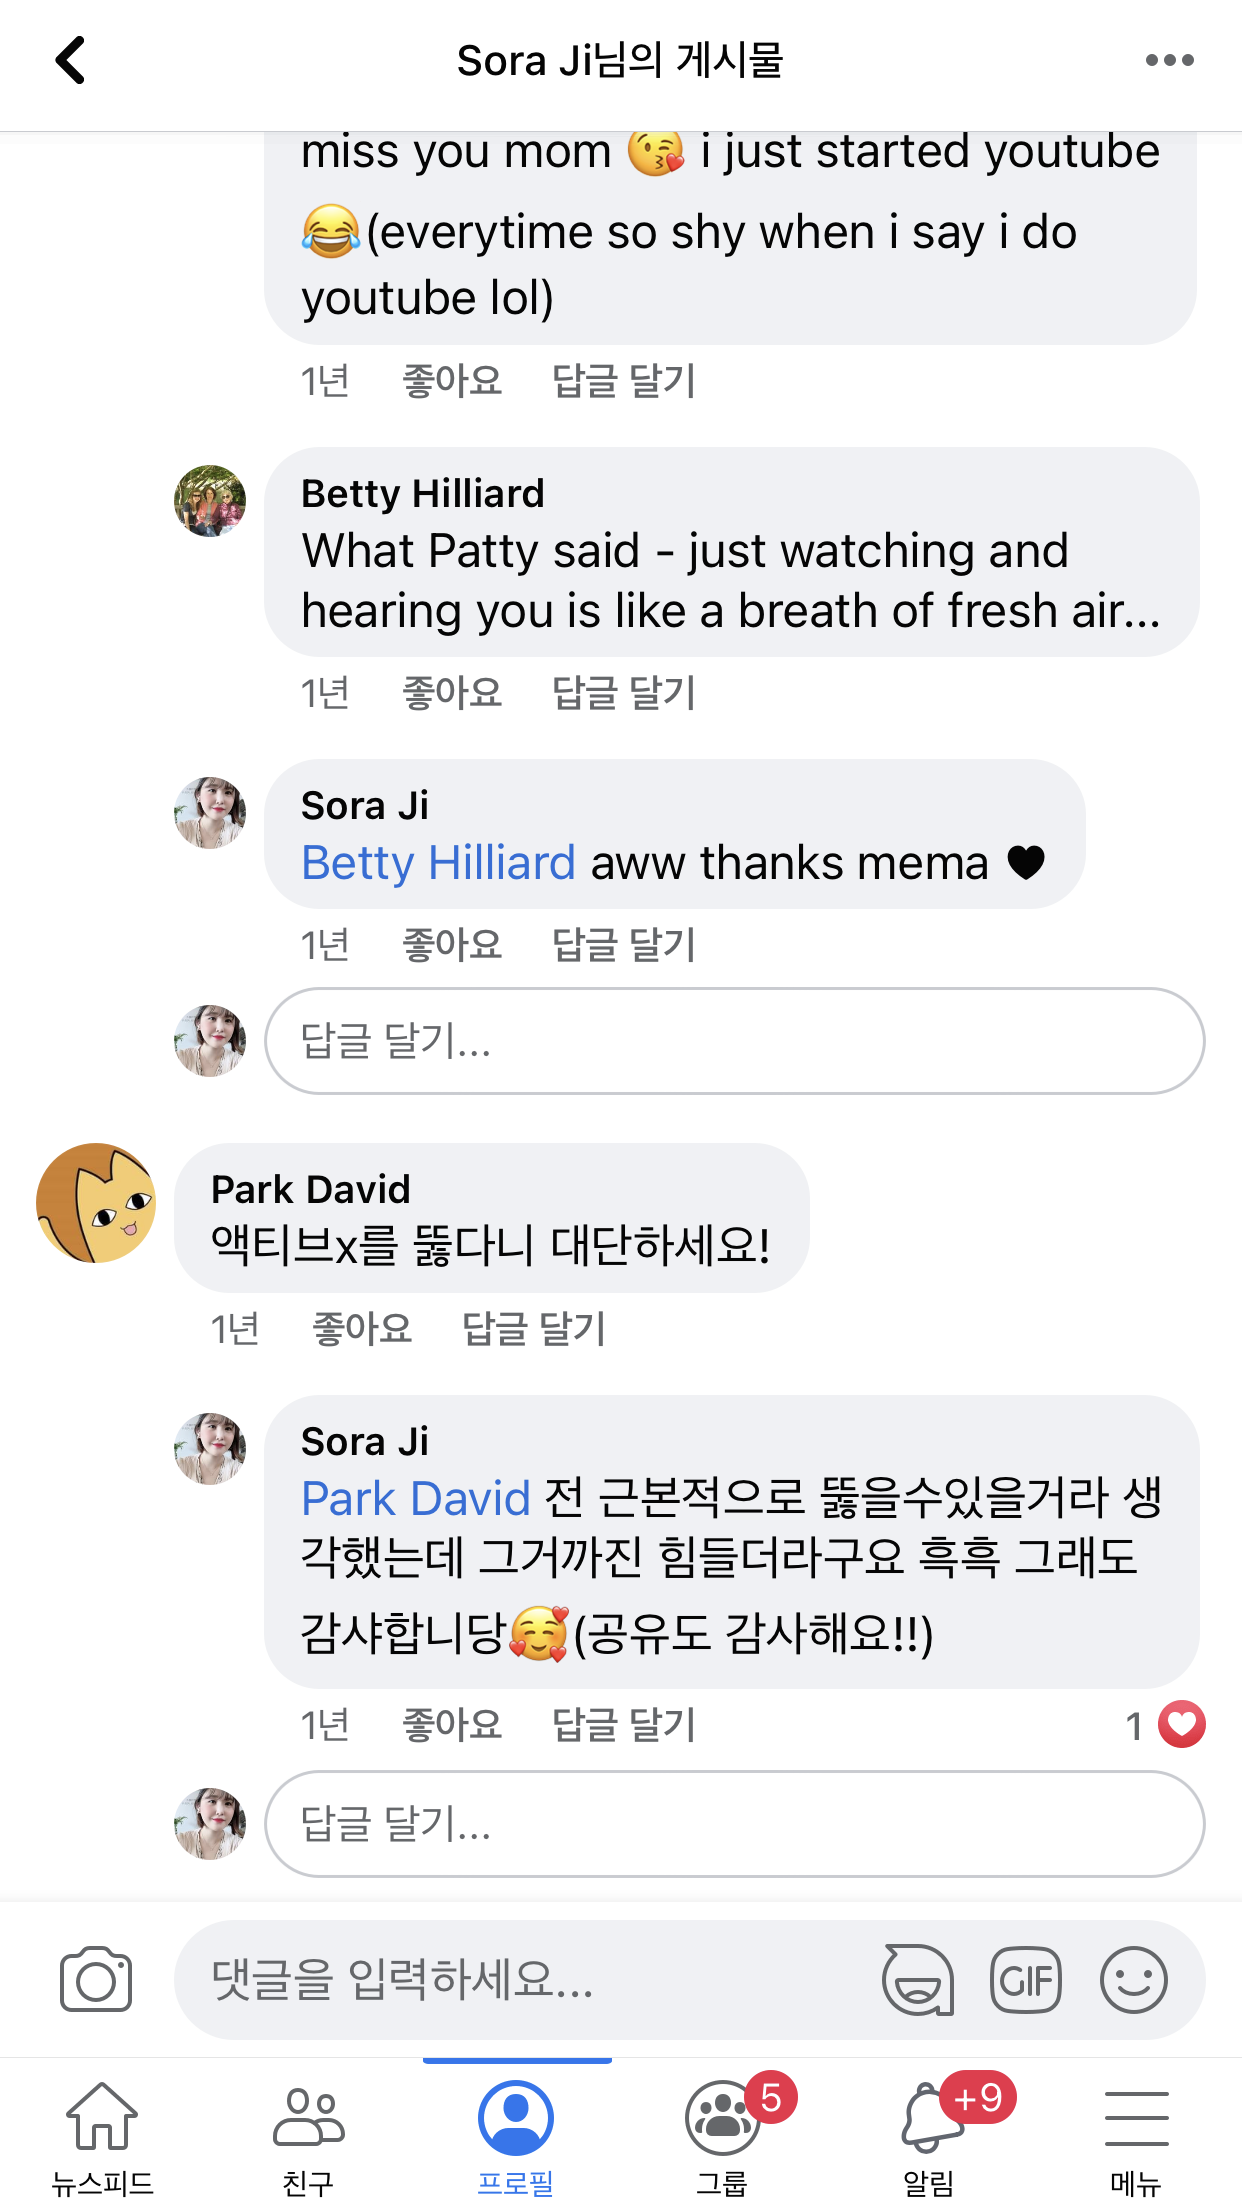 Sora Ji님의 게시물
miss you mom 😘 i just started youtube
😂(everytime so shy when i say i do
youtube lol)
1년 좋아요 답글 달기
Betty Hilliard
What Patty said - just watching and
hearing you is like a breath of fresh air...
1년 좋아요 답글 달기
Sora Ji
Betty Hilliard aww thanks mema 🖤
1년 좋아요 답글 달기
답글 달기...
Park David
액티브x를 뚫다니 대단하세요!
1년 좋아요 답글 달기
Sora Ji
Park David 전 근본적으로 뚫을수있을거라 생
각했는데 그거까진 힘들더라구요 흑흑 그래도
감샤합니당🥰(공유도 감사해요!!)
1년 좋아요 답글 달기 1
답글 달기...
댓글을 입력하세요... GIF
5 +9
뉴스피드 친구 프로필 그룹 알림 메뉴